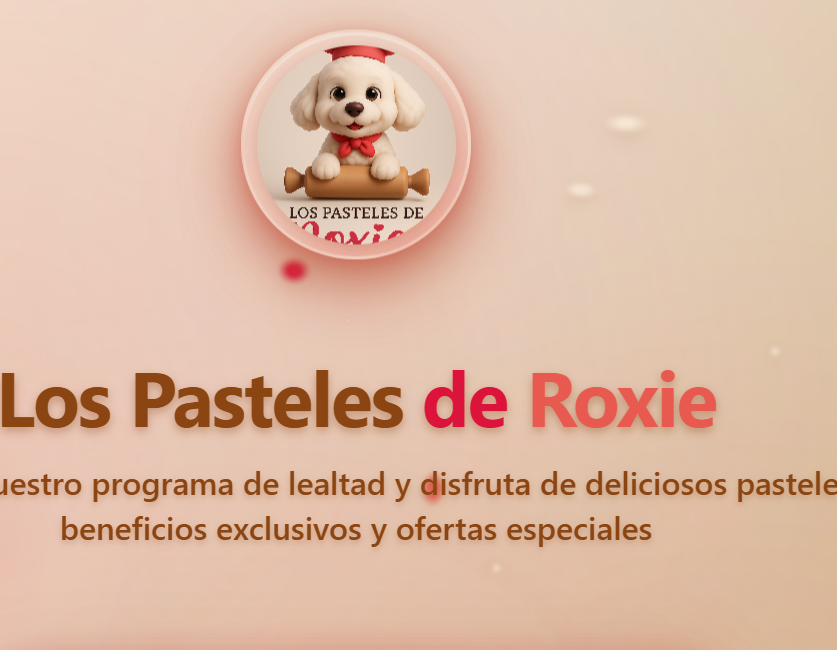 LOS PASTELES DE
Roxie
Los Pasteles de Roxie
uestro programa de lealtad y disfruta de deliciosos pastele
beneficios exclusivos y ofertas especiales